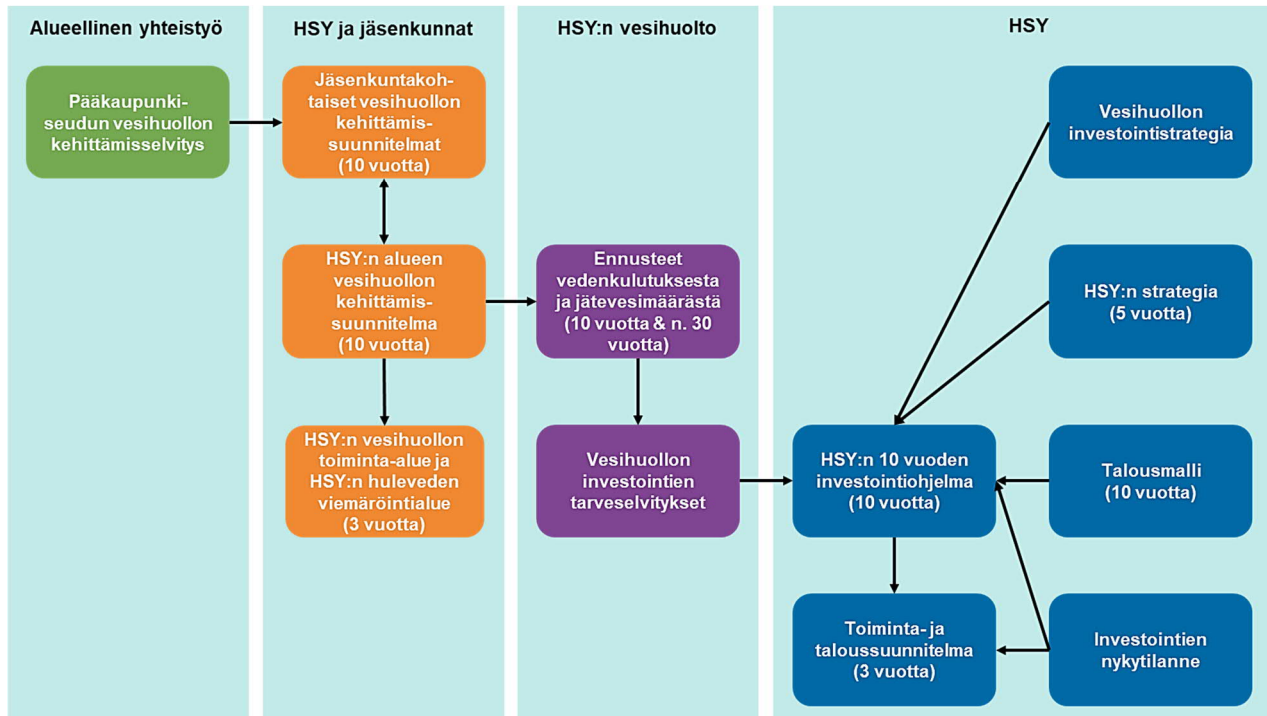 Alueellinen yhteistyö
HSY ja jäsenkunnat
HSY:n vesihuolto
HSY
Pääkaupunki-
seudun vesihuollon
kehittämisselvitys
Jäsenkuntakoh-
taiset vesihuollon
kehittämis-
suunnitelmat
(10 vuotta)
HSY:n alueen
vesihuollon
kehittämis-
suunnitelma
(10 vuotta)
HSY:n vesihuollon
toiminta-alue ja
HSY:n huleveden
viemäröintialue
(3 vuotta)
Ennusteet
vedenkulutuksesta
ja jätevesimäärästä
(10 vuotta & n. 30
vuotta)
Vesihuollon
investointien
tarveselvitykset
Vesihuollon
investointistrategia
HSY:n strategia
(5 vuotta)
HSY:n 10 vuoden
investointiohjelma
(10 vuotta)
Talousmalli
(10 vuotta)
Toiminta- ja
taloussuunnitelma
(3 vuotta)
Investointien
nykytilanne